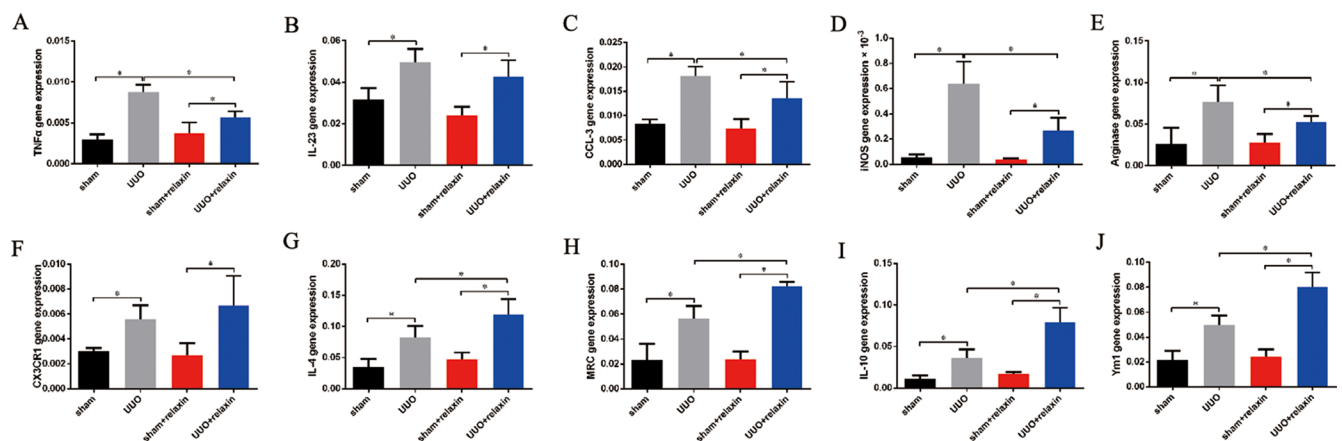 A
TNFα gene expression
0.015
0.010
0.005
0.000
* * *
sham UUO sham+relaxin UUO+relaxin
B
IL-23 gene expression
0.06
0.04
0.02
0.00
* *
sham UUO sham+relaxin UUO+relaxin
C
CCL-3 gene expression
0.020
0.015
0.010
0.005
0.000
* * *
sham UUO sham+relaxin UUO+relaxin
D
iNOS gene expression × 10⁻³
1.0
0.8
0.6
0.4
0.2
0.0
* * *
sham UUO sham+relaxin UUO+relaxin
E
Arginase gene expression
0.15
0.10
0.05
0.00
* * *
sham UUO sham+relaxin UUO+relaxin
F
CX3CR1 gene expression
0.010
0.008
0.006
0.004
0.002
0.000
* *
sham UUO sham+relaxin UUO+relaxin
G
IL-4 gene expression
0.20
0.15
0.10
0.05
0.00
* * *
sham UUO sham+relaxin UUO+relaxin
H
MRC gene expression
0.10
0.08
0.06
0.04
0.02
0.00
* * *
sham UUO sham+relaxin UUO+relaxin
I
IL-10 gene expression
0.15
0.10
0.05
0.00
* * *
sham UUO sham+relaxin UUO+relaxin
J
Ym1 gene expression
0.10
0.08
0.06
0.04
0.02
0.00
* * *
sham UUO sham+relaxin UUO+relaxin